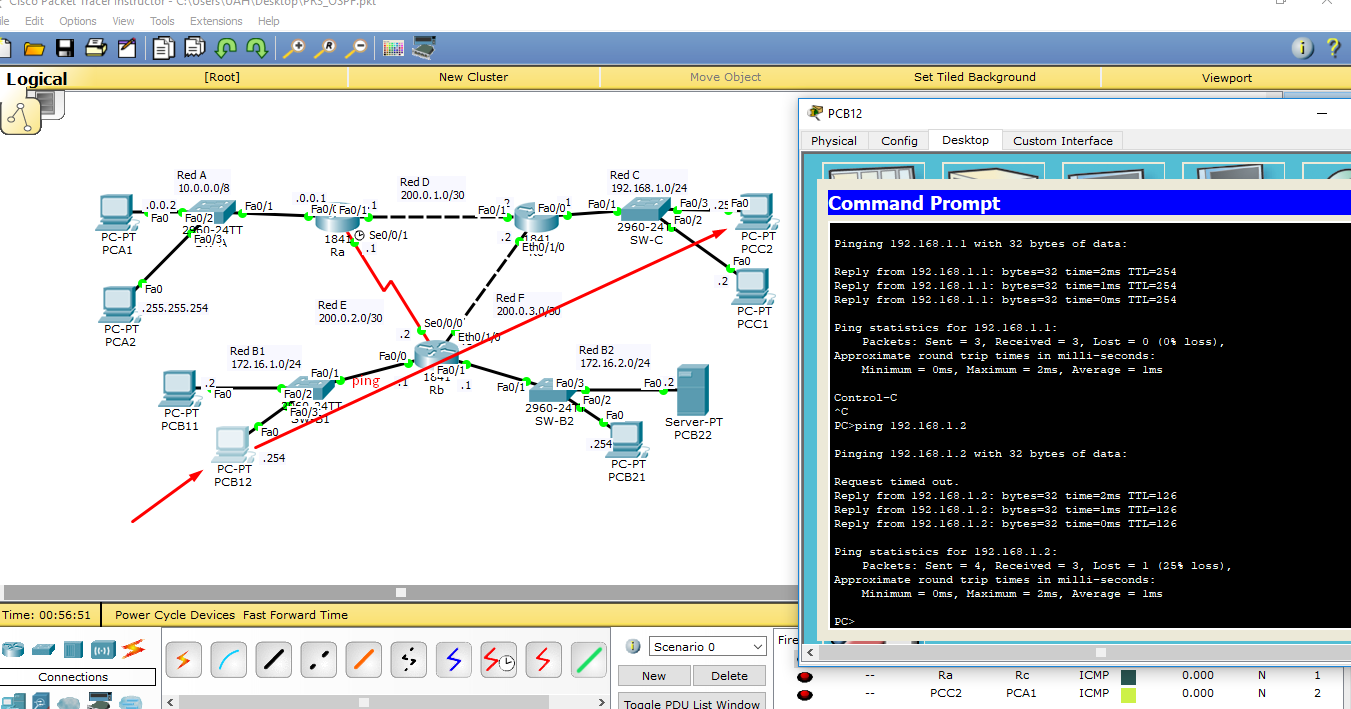 Cisco Packet Tracer Instructor - C:\Users\UAH\Desktop\PR3_OSPF.pkt
Edit Options View Tools Extensions Help
Logical
[Root]
New Cluster
Move Object
Set Tiled Background
Viewport
Red A
10.0.0.0/8
.0.0.2
Fa0
Fa0/2
Fa0/1
2960-24TT
Fa0/3
PC-PT
PCA1
Fa0
.255.255.254
PC-PT
PCA2
.0.0.1
Fa0/1
.1
1841
Ra
Se0/0/1
.1
Red D
200.0.1.0/30
Fa0/1
.2
Fa0/0
.1
.2
Eth0/1/0
Red C
192.168.1.0/24
Fa0/1
Fa0/3
Fa0
Fa0/2
2960-24
SW-C
PC-PT
PCC2
Fa0
.2
PC-PT
PCC1
Red E
200.0.2.0/30
Red F
200.0.3.0/30
.2
Se0/0/0
Eth0/1/0
Fa0/0
.1
Fa0/1
.1
1841
Rb
Red B1
172.16.1.0/24
.2
Fa0
Fa0/1
Fa0/2
Fa0/3
ping
PC-PT
PCB11
Fa0
.254
PC-PT
PCB12
Red B2
172.16.2.0/24
Fa0/1
Fa0/3
Fa0/2
2960-24T
SW-B2
Fa0 .2
Server-PT
PCB22
Fa0
.254
PC-PT
PCB21
PCB12
Physical
Config
Desktop
Custom Interface
Command Prompt
Pinging 192.168.1.1 with 32 bytes of data:
Reply from 192.168.1.1: bytes=32 time=2ms TTL=254
Reply from 192.168.1.1: bytes=32 time=1ms TTL=254
Reply from 192.168.1.1: bytes=32 time=0ms TTL=254
Ping statistics for 192.168.1.1:
Packets: Sent = 3, Received = 3, Lost = 0 (0% loss),
Approximate round trip times in milli-seconds:
Minimum = 0ms, Maximum = 2ms, Average = 1ms
Control-C
^C
PC>ping 192.168.1.2
Pinging 192.168.1.2 with 32 bytes of data:
Request timed out.
Reply from 192.168.1.2: bytes=32 time=2ms TTL=126
Reply from 192.168.1.2: bytes=32 time=1ms TTL=126
Reply from 192.168.1.2: bytes=32 time=0ms TTL=126
Ping statistics for 192.168.1.2:
Packets: Sent = 4, Received = 3, Lost = 1 (25% loss),
Approximate round trip times in milli-seconds:
Minimum = 0ms, Maximum = 2ms, Average = 1ms
PC>
Time: 00:56:51
Power Cycle Devices Fast Forward Time
Connections
Scenario 0
New
Delete
Toggle PDU List Window
Fire
-- Ra Rc ICMP 0.000 N 1
-- PCC2 PCA1 ICMP 0.000 N 2